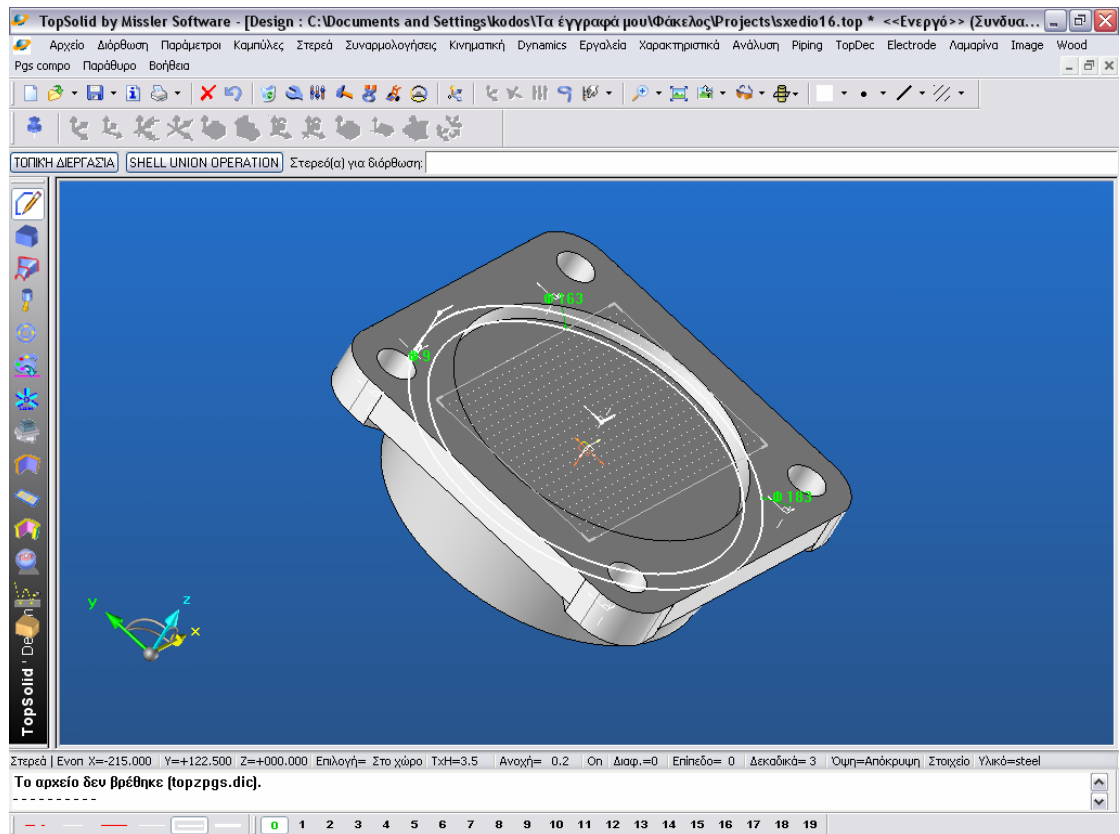 TopSolid by Missler Software - [Design : C:\Documents and Settings\kodos\Τα έγγραφά μου\Φάκελος\Projects\sxedio16.top * <<Ενεργό>> (Συνδυα...
Αρχείο Διόρθωση Παράμετροι Καμπύλες Στερεά Συναρμολογήσεις Κινηματική Dynamics Εργαλεία Χαρακτηριστικά Ανάλυση Piping TopDec Electrode Λαμαρίνα Image Wood
Pgs compo Παράθυρο Βοήθεια
ΤΟΠΙΚΉ ΔΙΕΡΓΑΣΊΑ SHELL UNION OPERATION Στερεό(α) για διόρθωση:
Φ163
Φ9
Φ183
y z x
TopSolid'Design
Στερεά Ενοπ X=-215.000 Y=+122.500 Z=+000.000 Επιλογή= Στο χώρο TxH=3.5 Ανοχή= 0.2 On Διαφ.=0 Επίπεδο= 0 Δεκαδικά= 3 Όψη=Απόκρυψη Στοιχείο Υλικό=steel
Το αρχείο δεν βρέθηκε (topzpgs.dic).
----------
0 1 2 3 4 5 6 7 8 9 10 11 12 13 14 15 16 17 18 19